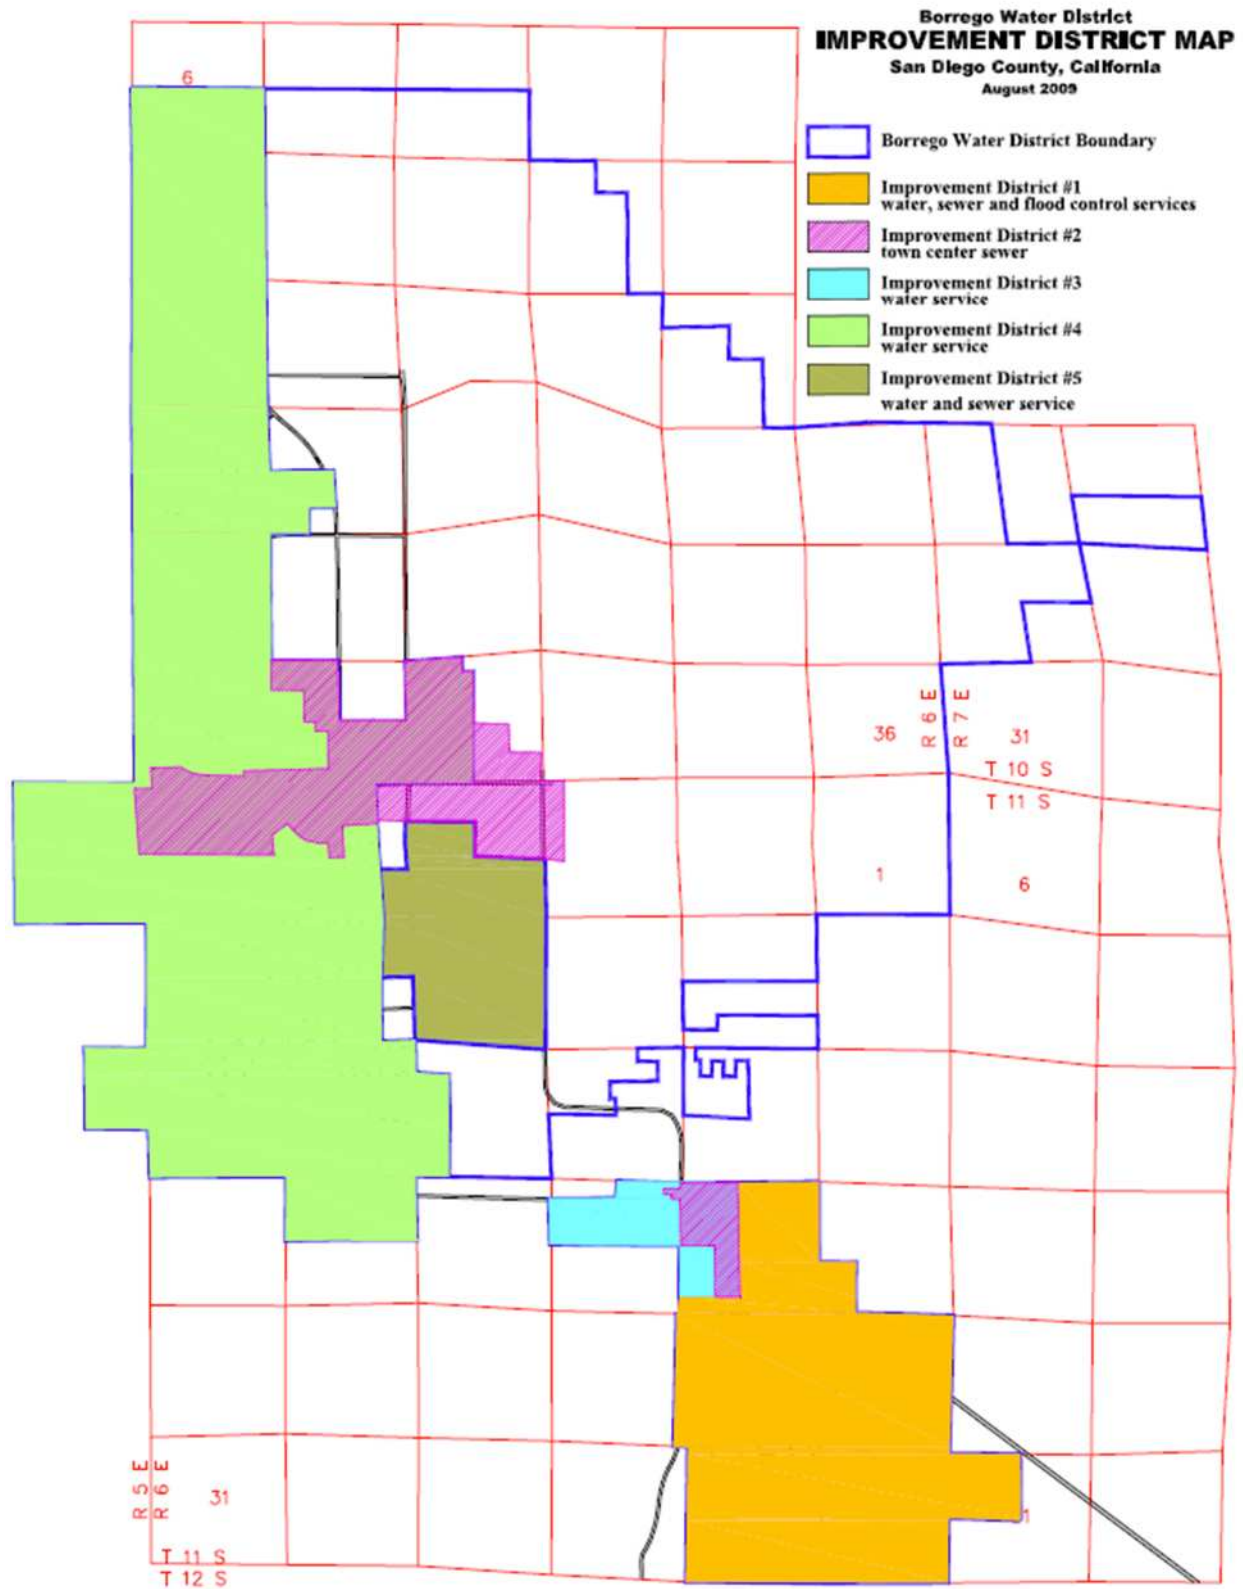 Borrego Water District
IMPROVEMENT DISTRICT MAP
San Diego County, California
August 2009
Borrego Water District Boundary
Improvement District #1
water, sewer and flood control services
Improvement District #2
town center sewer
Improvement District #3
water service
Improvement District #4
water service
Improvement District #5
water and sewer service
6
36
R 6 E
R 7 E
31
T 10 S
T 11 S
1
6
R 5 E
R 6 E
31
1
T 11 S
T 12 S